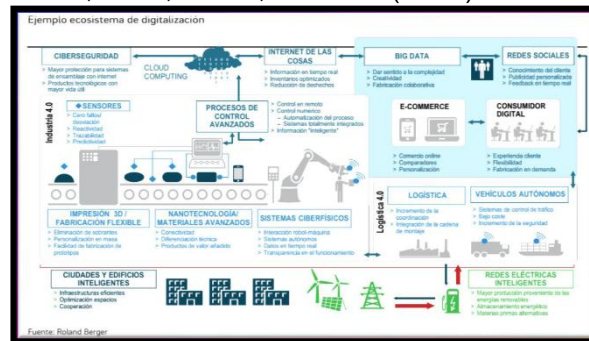 Ejemplo ecosistema de digitalización
CIBERSEGURIDAD
> Mayor protección para sistemas
de ensamblase con internet
> Productos tecnológicos con
mayor vida útil
CLOUD
COMPUTING
INTERNET DE LAS
COSAS
> Información en tiempo real
> Inventarios optimizados
> Reducción de deshechos
BIG DATA
> Dar sentido a la complejidad
> Creatividad
> Fabricación colaborativa
REDES SOCIALES
> Conocimiento del cliente
> Publicidad personalizada
> Feedback en tiempo real
Industria 4.0
SENSORES
> Cero fallos/
desviación
> Reactividad
> Trazabilidad
> Predictividad
PROCESOS DE
CONTROL
AVANZADOS
> Control en remoto
> Control numérico
– Automatización del proceso
– Sistemas totalmente integrados
> Información "inteligente"
E-COMMERCE
> Comercio online
> Comparadores
> Personalización
CONSUMIDOR
DIGITAL
> Experiencia cliente
> Flexibilidad
> Fabricación en demanda
IMPRESIÓN 3D /
FABRICACIÓN FLEXIBLE
> Eliminación de sobrantes
> Personalización en masa
> Facilidad de fabricación de
prototipos
NANOTECNOLOGÍA/
MATERIALES AVANZADOS
> Conectividad
> Diferenciación técnica
> Productos de valor añadido
SISTEMAS CIBERFÍSICOS
> Interacción robot-máquina
> Sistemas autónomos
> Datos en tiempo real
> Transparencia en el funcionamiento
Logística 4.0
LOGÍSTICA
> Incremento de la
coordinación
> Integración de la cadena
de montaje
VEHÍCULOS AUTÓNOMOS
> Sistemas de control de tráfico
> Bajo coste
> Incremento de la seguridad
CIUDADES Y EDIFICIOS
INTELIGENTES
> Infraestructuras eficientes
> Optimización espacios
> Cooperación
REDES ELÉCTRICAS
INTELIGENTES
> Mayor producción proveniente de las
energías renovables
> Almacenamiento energético
> Materias primas alternativas
Fuente: Roland Berger